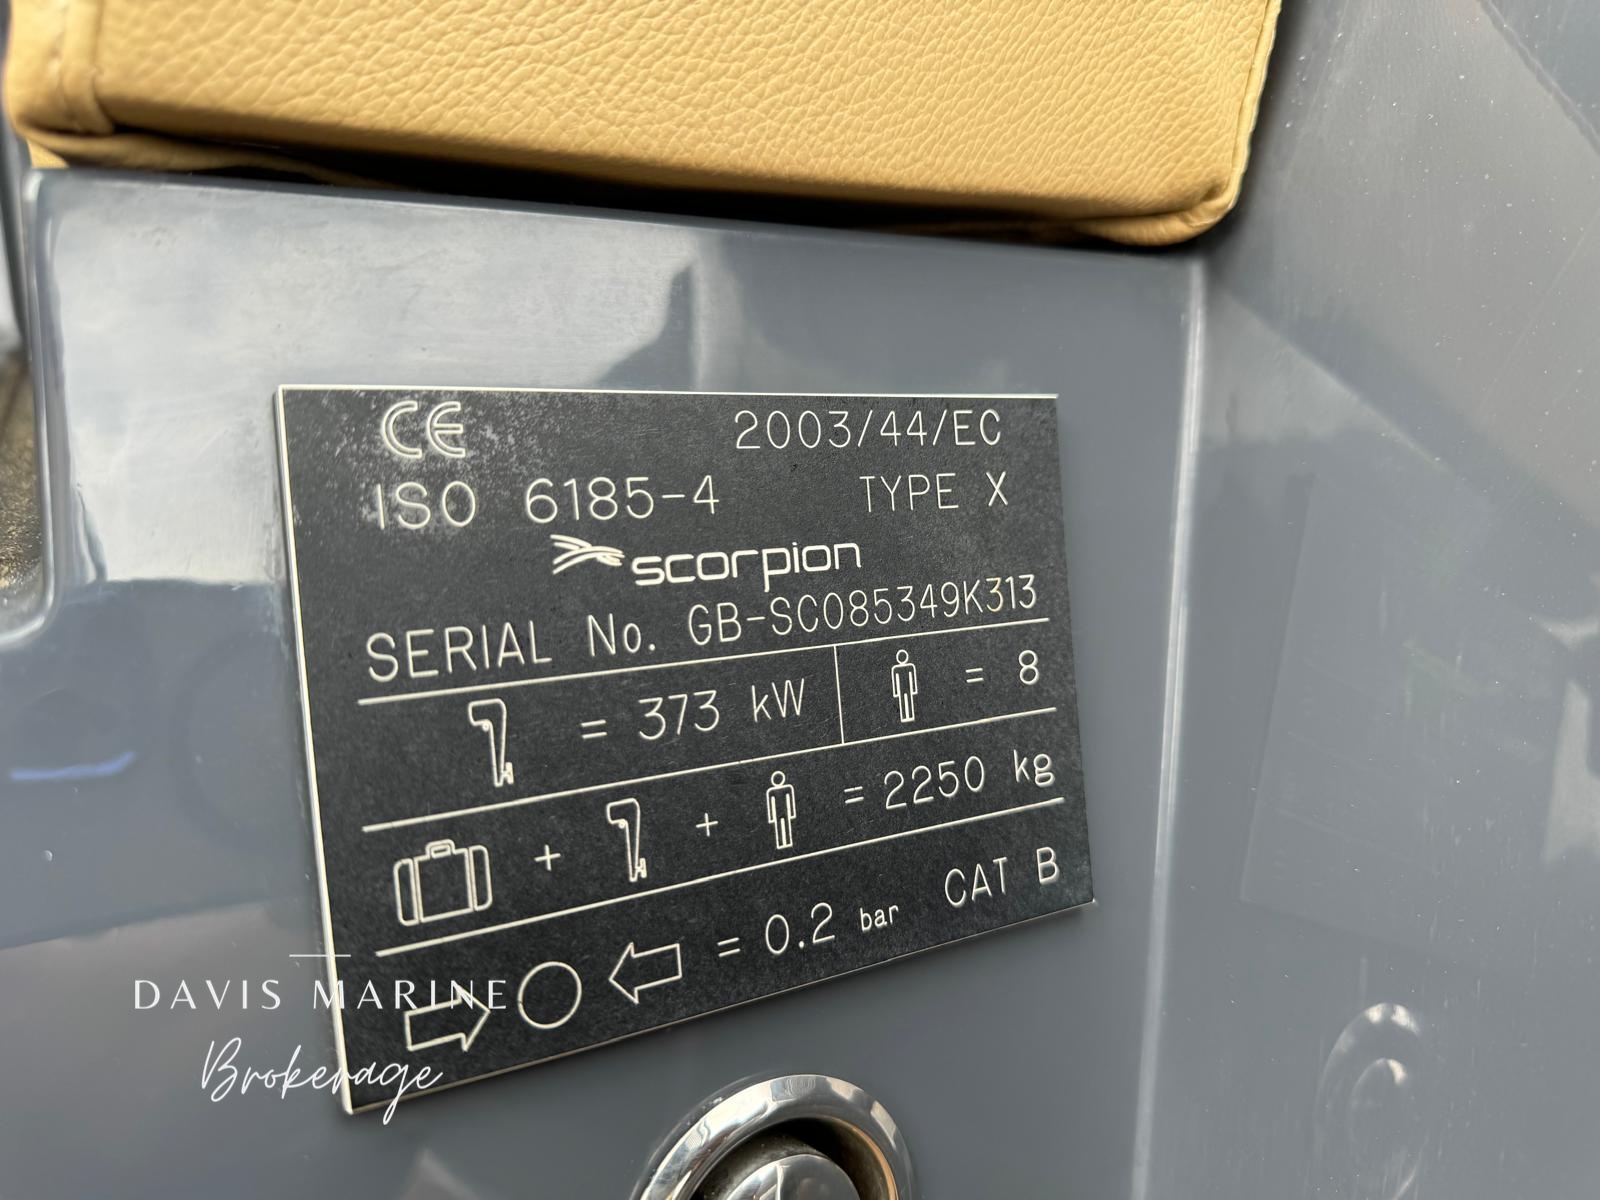 CE 2003/44/EC
ISO 6185-4 TYPE X
scorpion
SERIAL No. GB-SC085349K313
= 373 kW = 8
+ + = 2250 kg
= 0.2 bar CAT B
DAVIS MARINE
Brokerage